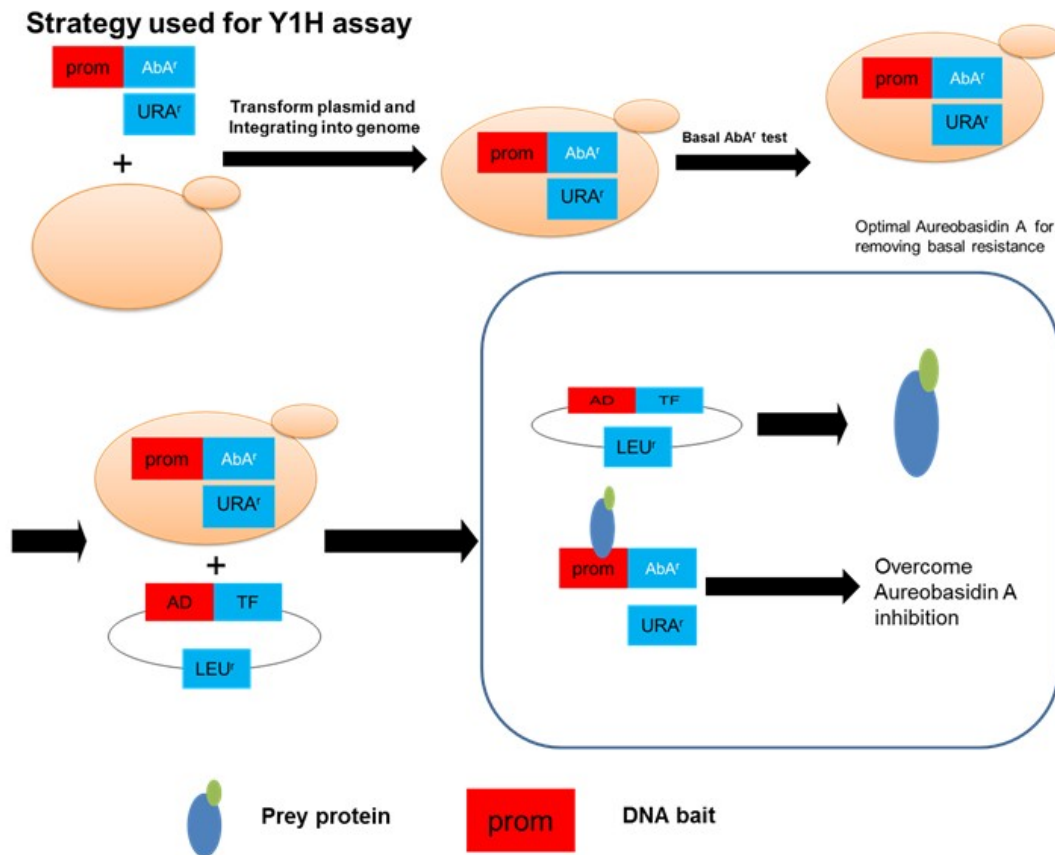 Strategy used for Y1H assay
prom AbAʳ
URAʳ
+
Transform plasmid and
Integrating into genome
prom AbAʳ
URAʳ
Basal AbAʳ test
prom AbAʳ
URAʳ
Optimal Aureobasidin A for
removing basal resistance
prom AbAʳ
URAʳ
+
AD TF
LEUʳ
AD TF
LEUʳ
prom AbAʳ
URAʳ
Overcome
Aureobasidin A
inhibition
Prey protein
prom
DNA bait